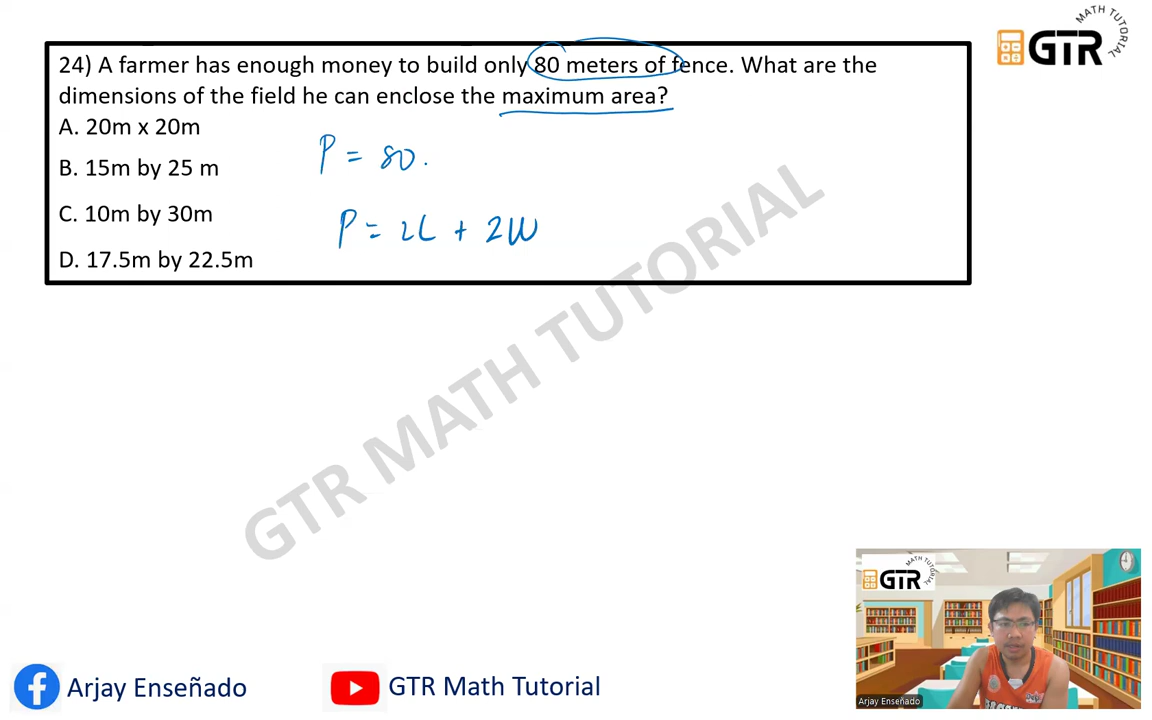 MATH TUTORIAL
GTR
24) A farmer has enough money to build only 80 meters of fence. What are the
dimensions of the field he can enclose the maximum area?
A. 20m x 20m
B. 15m by 25 m
C. 10m by 30m
D. 17.5m by 22.5m
P = 80.
P = 2L + 2W
GTR MATH TUTORIAL
MATH TUTORIAL
GTR
Arjay Enseñado
GTR Math Tutorial
Arjay Enseñado